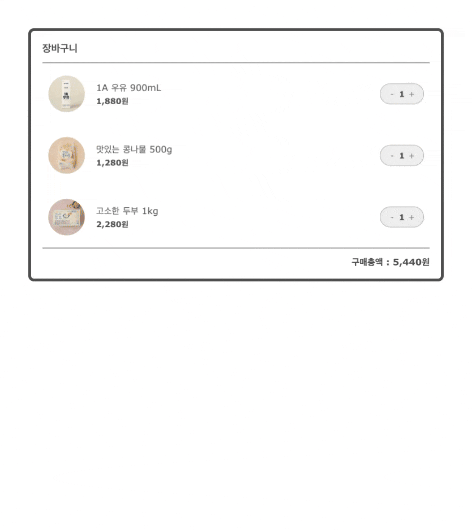 장바구니
1A 우유 900mL
1,880원
- 1 +
맛있는 콩나물 500g
1,280원
- 1 +
고소한 두부 1kg
2,280원
- 1 +
구매총액 : 5,440원